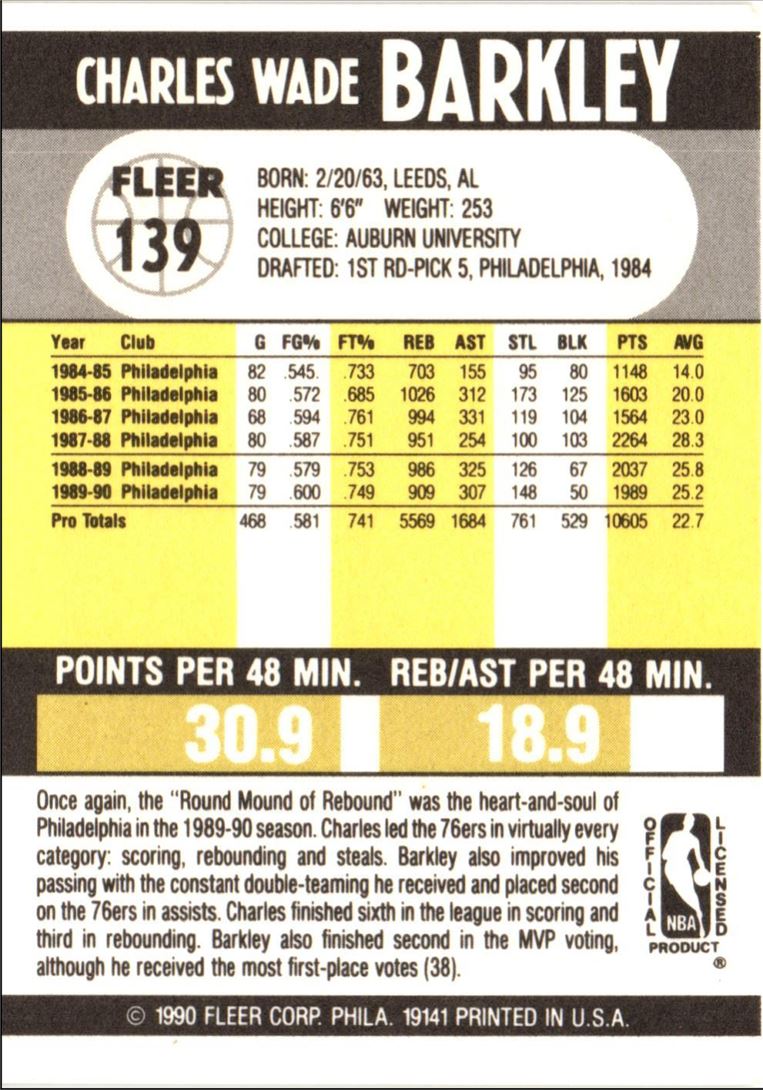 CHARLES WADE BARKLEY
FLEER
139
BORN: 2/20/63, LEEDS, AL
HEIGHT: 6'6" WEIGHT: 253
COLLEGE: AUBURN UNIVERSITY
DRAFTED: 1ST RD-PICK 5, PHILADELPHIA, 1984
Year Club G FG% FT% REB AST STL BLK PTS AVG
1984-85 Philadelphia 82 .545. .733 703 155 95 80 1148 14.0
1985-86 Philadelphia 80 .572 .685 1026 312 173 125 1603 20.0
1986-87 Philadelphia 68 .594 .761 994 331 119 104 1564 23.0
1987-88 Philadelphia 80 .587 .751 951 254 100 103 2264 28.3
1988-89 Philadelphia 79 .579 .753 986 325 126 67 2037 25.8
1989-90 Philadelphia 79 .600 .749 909 307 148 50 1989 25.2
Pro Totals 468 .581 .741 5569 1684 761 529 10605 22.7
POINTS PER 48 MIN. REB/AST PER 48 MIN.
30.9 18.9
Once again, the "Round Mound of Rebound" was the heart-and-soul of
Philadelphia in the 1989-90 season. Charles led the 76ers in virtually every
category: scoring, rebounding and steals. Barkley also improved his
passing with the constant double-teaming he received and placed second
on the 76ers in assists. Charles finished sixth in the league in scoring and
third in rebounding. Barkley also finished second in the MVP voting,
although he received the most first-place votes (38).
OFFICIAL
LICENSED
NBA
PRODUCT
®
© 1990 FLEER CORP. PHILA. 19141 PRINTED IN U.S.A.